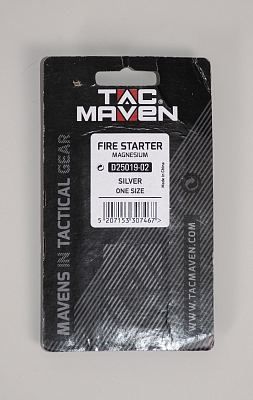 TAC
MAVEN
FIRE STARTER
MAGNESIUM
D25019-02
SILVER
ONE SIZE
Made in China
5 207153 307467 >
MAVENS IN TACTICAL GEAR
WWW.TACMAVEN.COM